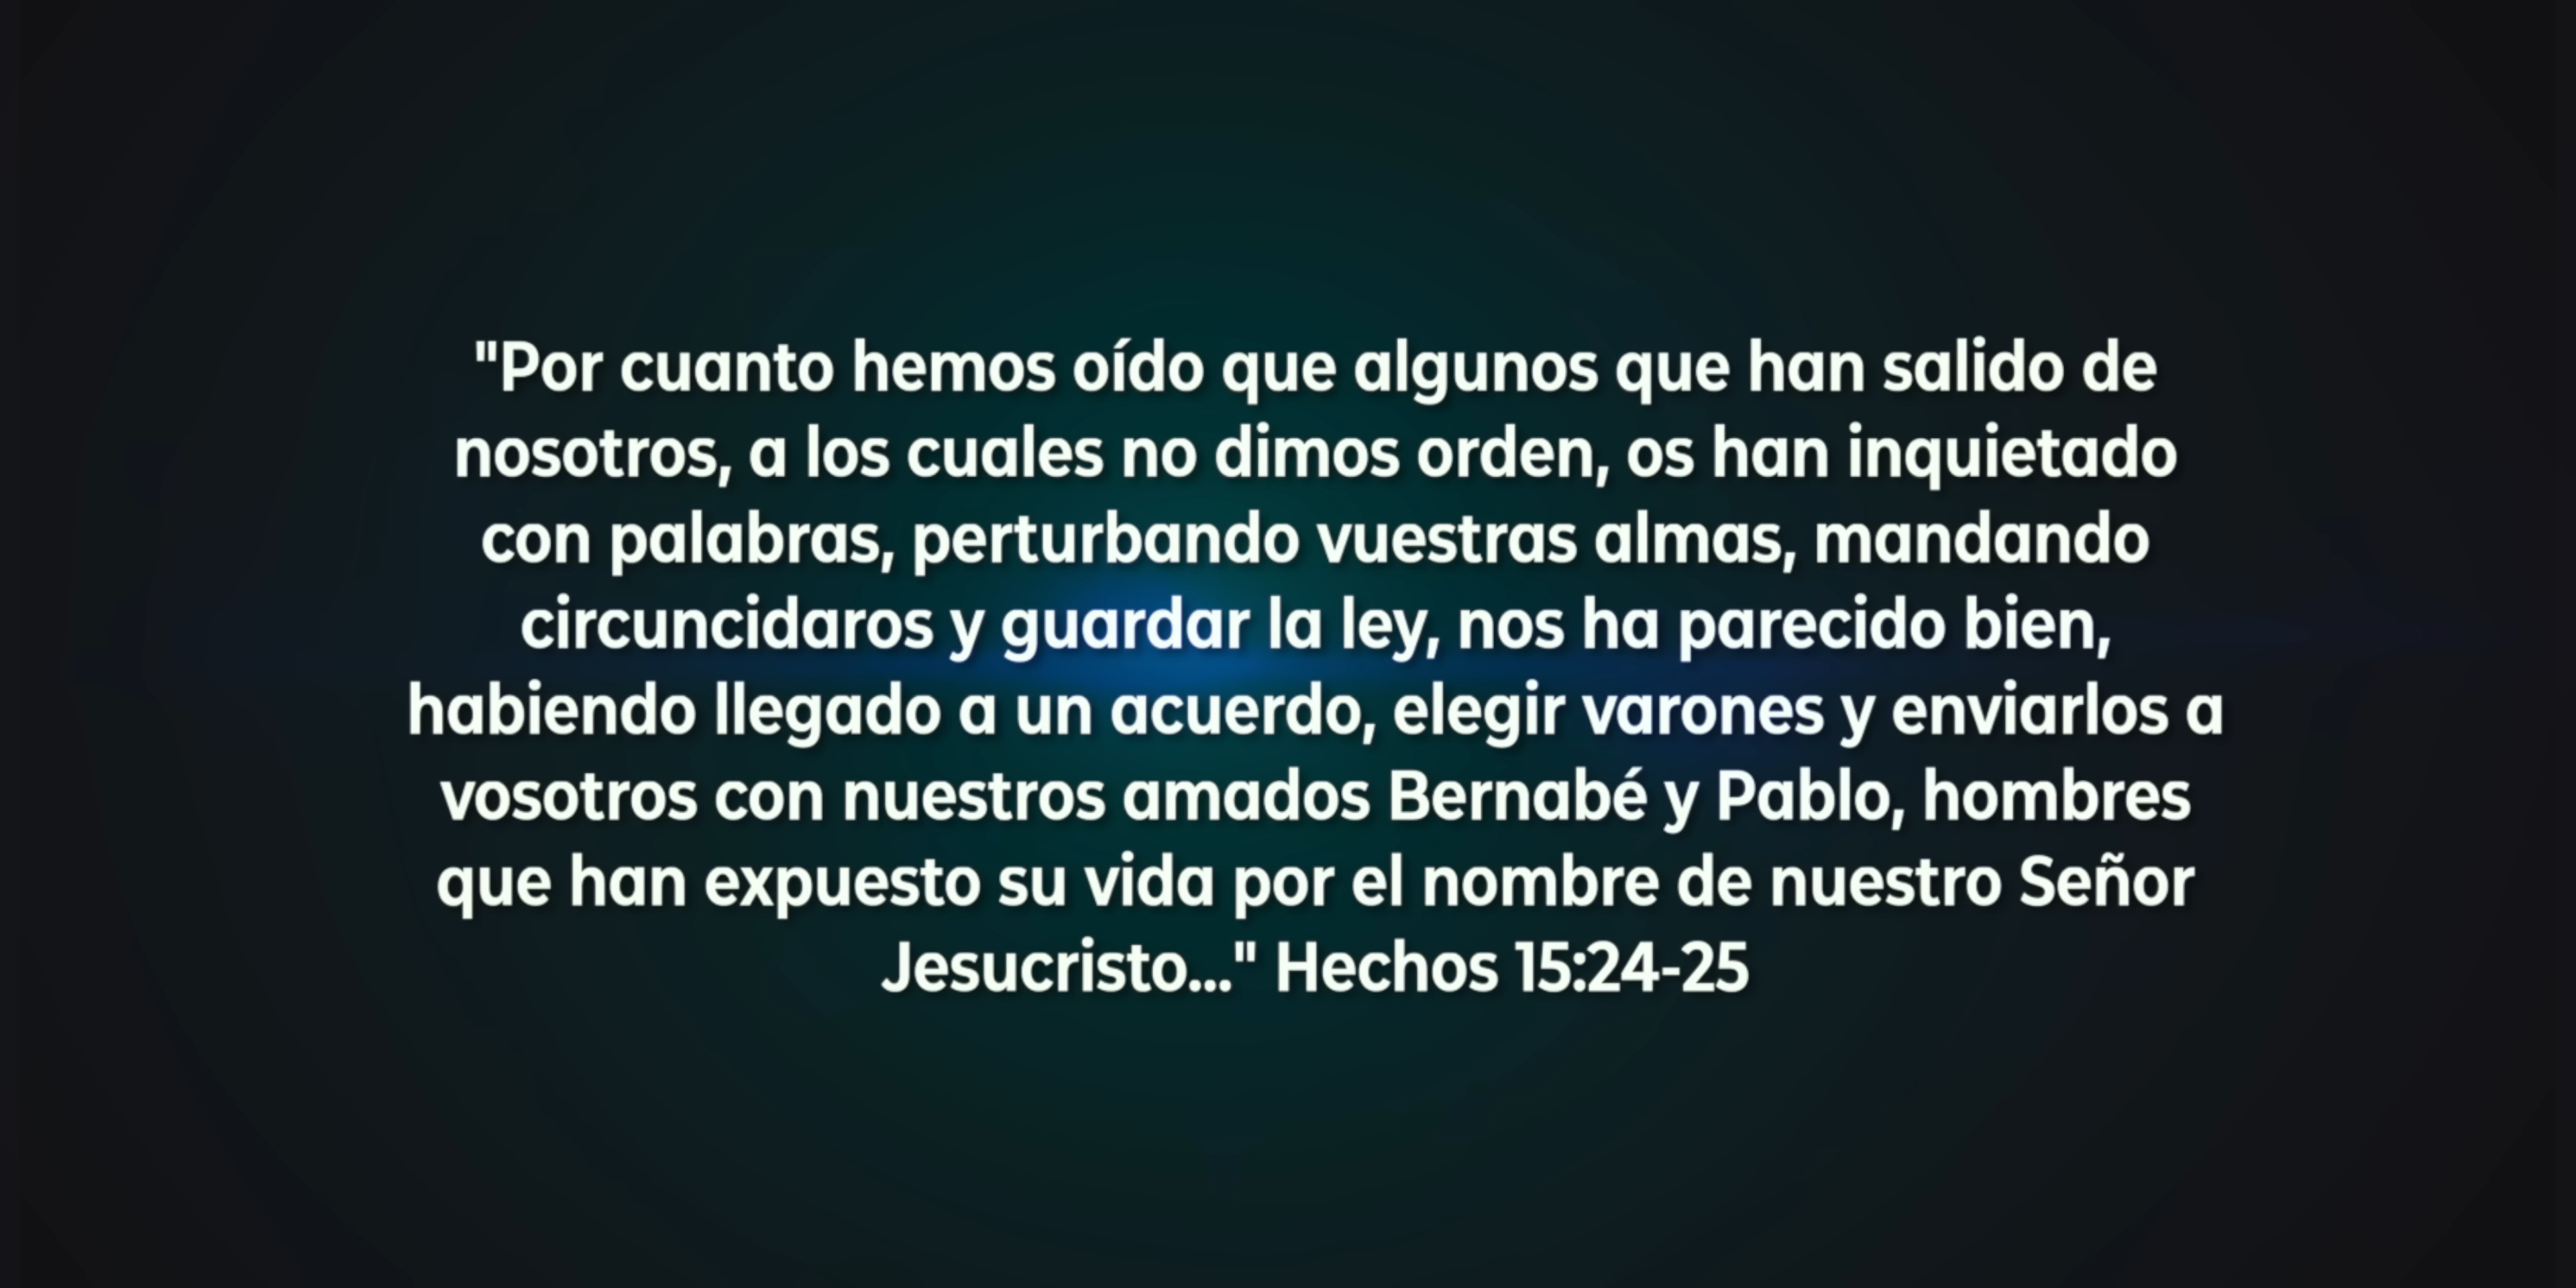 "Por cuanto hemos oído que algunos que han salido de
nosotros, a los cuales no dimos orden, os han inquietado
con palabras, perturbando vuestras almas, mandando
circuncidaros y guardar la ley, nos ha parecido bien,
habiendo llegado a un acuerdo, elegir varones y enviarlos a
vosotros con nuestros amados Bernabé y Pablo, hombres
que han expuesto su vida por el nombre de nuestro Señor
Jesucristo..." Hechos 15:24-25